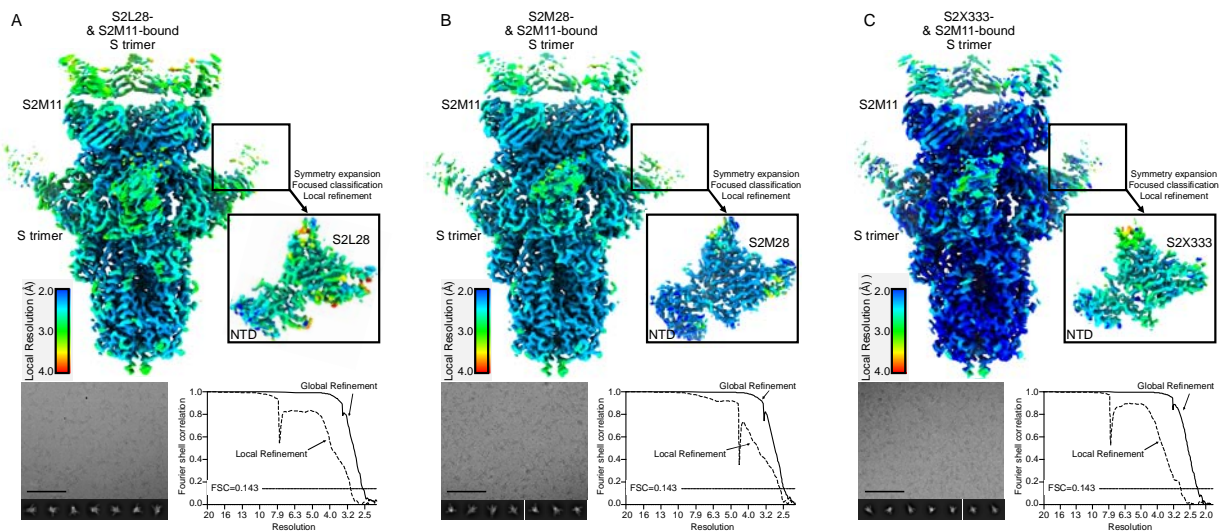 A
S2L28-
& S2M11-bound
S trimer
S2M11
Symmetry expansion
Focused classification
Local refinement
S trimer
S2L28
NTD
Local Resolution (Å)
2.0
3.0
4.0
Global Refinement
Local Refinement
Fourier shell correlation
1.0
0.8
0.6
0.4
0.2
0.0
FSC=0.143
20 16 13 10 7.9 6.3 5.0 4.0 3.2 2.5
Resolution
B
S2M28-
& S2M11-bound
S trimer
S2M11
Symmetry expansion
Focused classification
Local refinement
S trimer
S2M28
NTD
Local Resolution (Å)
2.0
3.0
4.0
Global Refinement
Local Refinement
Fourier shell correlation
1.0
0.8
0.6
0.4
0.2
0.0
FSC=0.143
20 16 13 10 7.9 6.3 5.0 4.0 3.2 2.5
Resolution
C
S2X333-
& S2M11-bound
S trimer
S2M11
Symmetry expansion
Focused classification
Local refinement
S trimer
S2X333
NTD
Local Resolution (Å)
2.0
3.0
4.0
Global Refinement
Local Refinement
Fourier shell correlation
1.0
0.8
0.6
0.4
0.2
0.0
FSC=0.143
20 16 13 10 7.9 6.3 5.0 4.0 3.2 2.5 2.0
Resolution